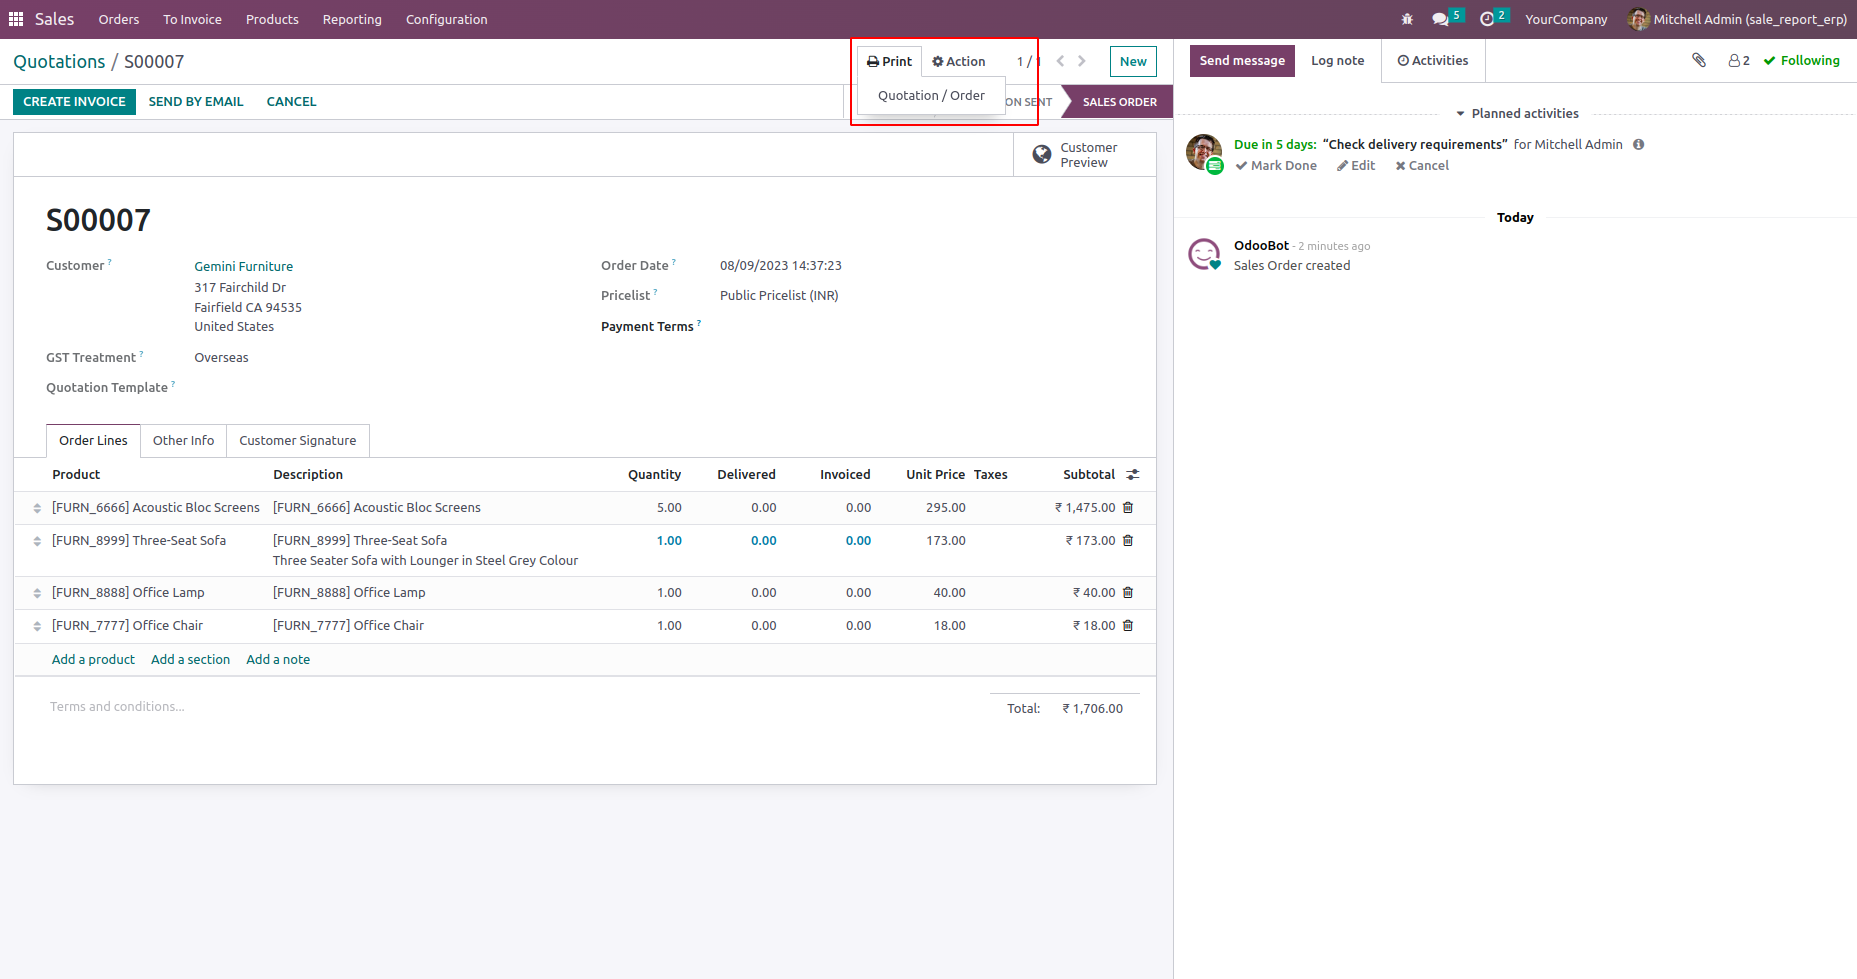 Sales Orders To Invoice Products Reporting Configuration 5 2 YourCompany Mitchell Admin (sale_report_erp)
Quotations / S00007 Print Action 1 / 1 New
Quotation / Order
CREATE INVOICE SEND BY EMAIL CANCEL ON SENT SALES ORDER
Customer
Preview
S00007
Customer ? Gemini Furniture
317 Fairchild Dr
Fairfield CA 94535
United States
GST Treatment ? Overseas
Quotation Template ?
Order Date ? 08/09/2023 14:37:23
Pricelist ? Public Pricelist (INR)
Payment Terms ?
Order Lines Other Info Customer Signature
Product Description Quantity Delivered Invoiced Unit Price Taxes Subtotal
[FURN_6666] Acoustic Bloc Screens [FURN_6666] Acoustic Bloc Screens 5.00 0.00 0.00 295.00 ₹ 1,475.00
[FURN_8999] Three-Seat Sofa [FURN_8999] Three-Seat Sofa 1.00 0.00 0.00 173.00 ₹ 173.00
Three Seater Sofa with Lounger in Steel Grey Colour
[FURN_8888] Office Lamp [FURN_8888] Office Lamp 1.00 0.00 0.00 40.00 ₹ 40.00
[FURN_7777] Office Chair [FURN_7777] Office Chair 1.00 0.00 0.00 18.00 ₹ 18.00
Add a product Add a section Add a note
Terms and conditions...
Total: ₹ 1,706.00
Send message Log note Activities 2 Following
Planned activities
Due in 5 days: “Check delivery requirements” for Mitchell Admin
Mark Done Edit Cancel
Today
OdooBot - 2 minutes ago
Sales Order created